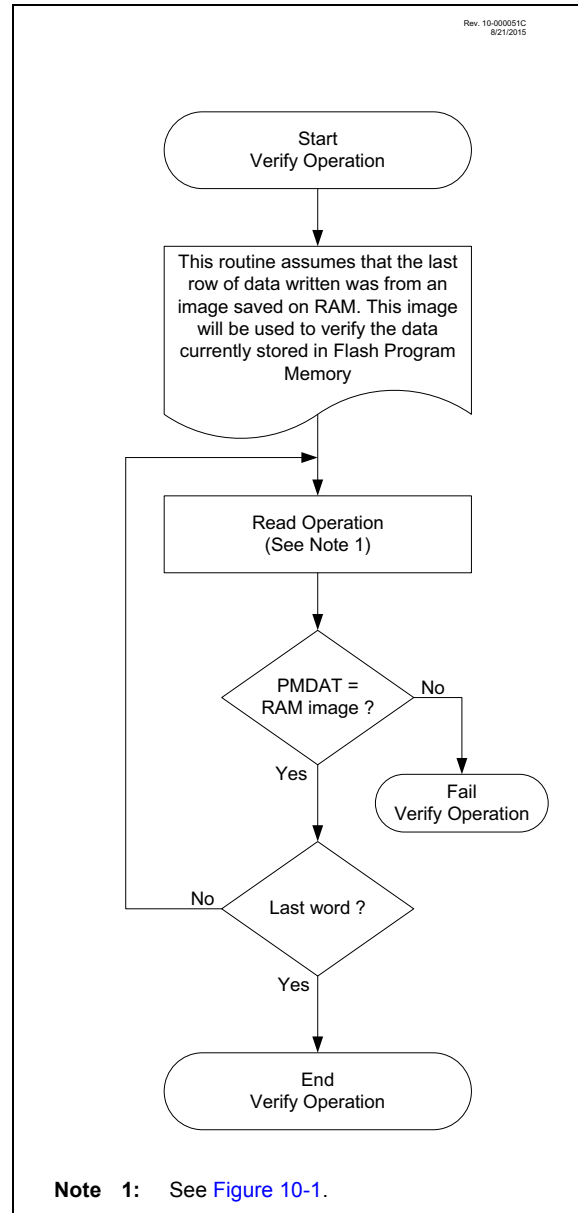 Rev. 10-000051C
8/21/2015
Start
Verify Operation
This routine assumes that the last
row of data written was from an
image saved on RAM. This image
will be used to verify the data
currently stored in Flash Program
Memory
Read Operation
(See Note 1)
PMDAT =
RAM image ?
No
Yes
Fail
Verify Operation
No
Last word ?
Yes
End
Verify Operation
Note 1: See Figure 10-1.